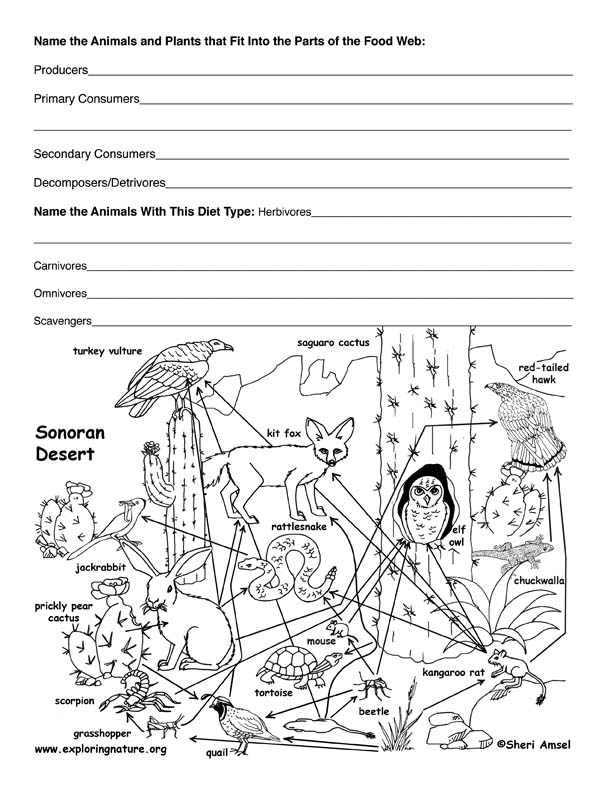 Name the Animals and Plants that Fit Into the Parts of the Food Web:
Producers
Primary Consumers
Secondary Consumers
Decomposers/Detrivores
Name the Animals With This Diet Type: Herbivores
Carnivores
Omnivores
Scavengers
saguaro cactus
turkey vulture
red-tailed
hawk
kit fox
Sonoran
Desert
rattlesnake
elf
owl
jackrabbit
chuckwalla
prickly pear
cactus
mouse
kangaroo rat
tortoise
scorpion
beetle
grasshopper
www.exploringnature.org
quail
©Sheri Amsel